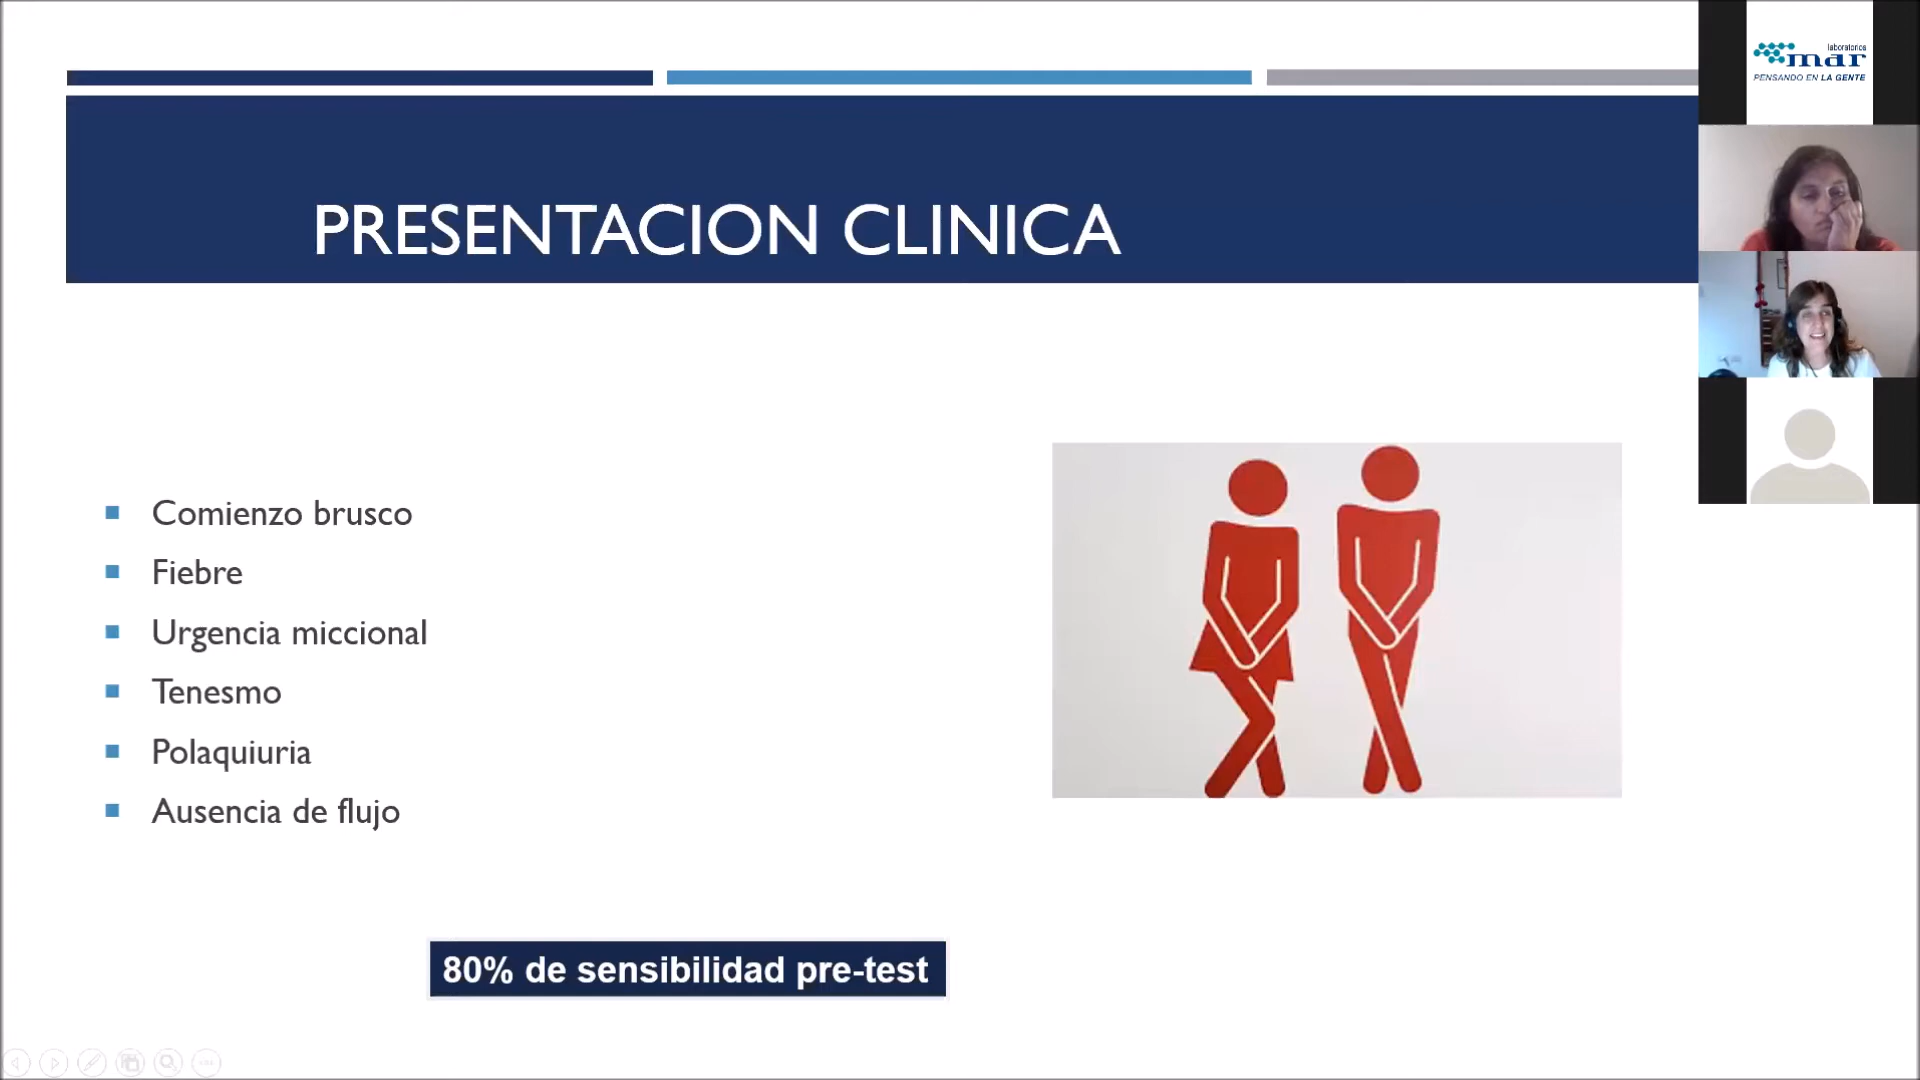 laboratorios
mar
PENSANDO EN LA GENTE
PRESENTACION CLINICA
Comienzo brusco
Fiebre
Urgencia miccional
Tenesmo
Polaquiuria
Ausencia de flujo
80% de sensibilidad pre-test